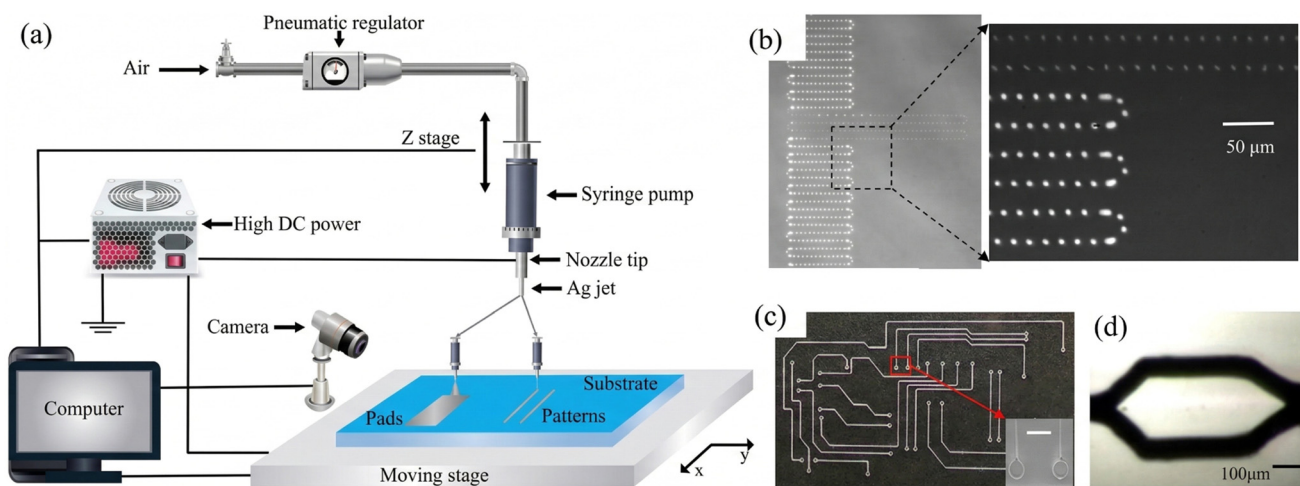 (a)
Pneumatic regulator
Air
Z stage
Syringe pump
High DC power
Nozzle tip
Ag jet
Camera
Computer
Substrate
Pads
Patterns
Moving stage
x
y
(b)
50 μm
(c)
(d)
100μm